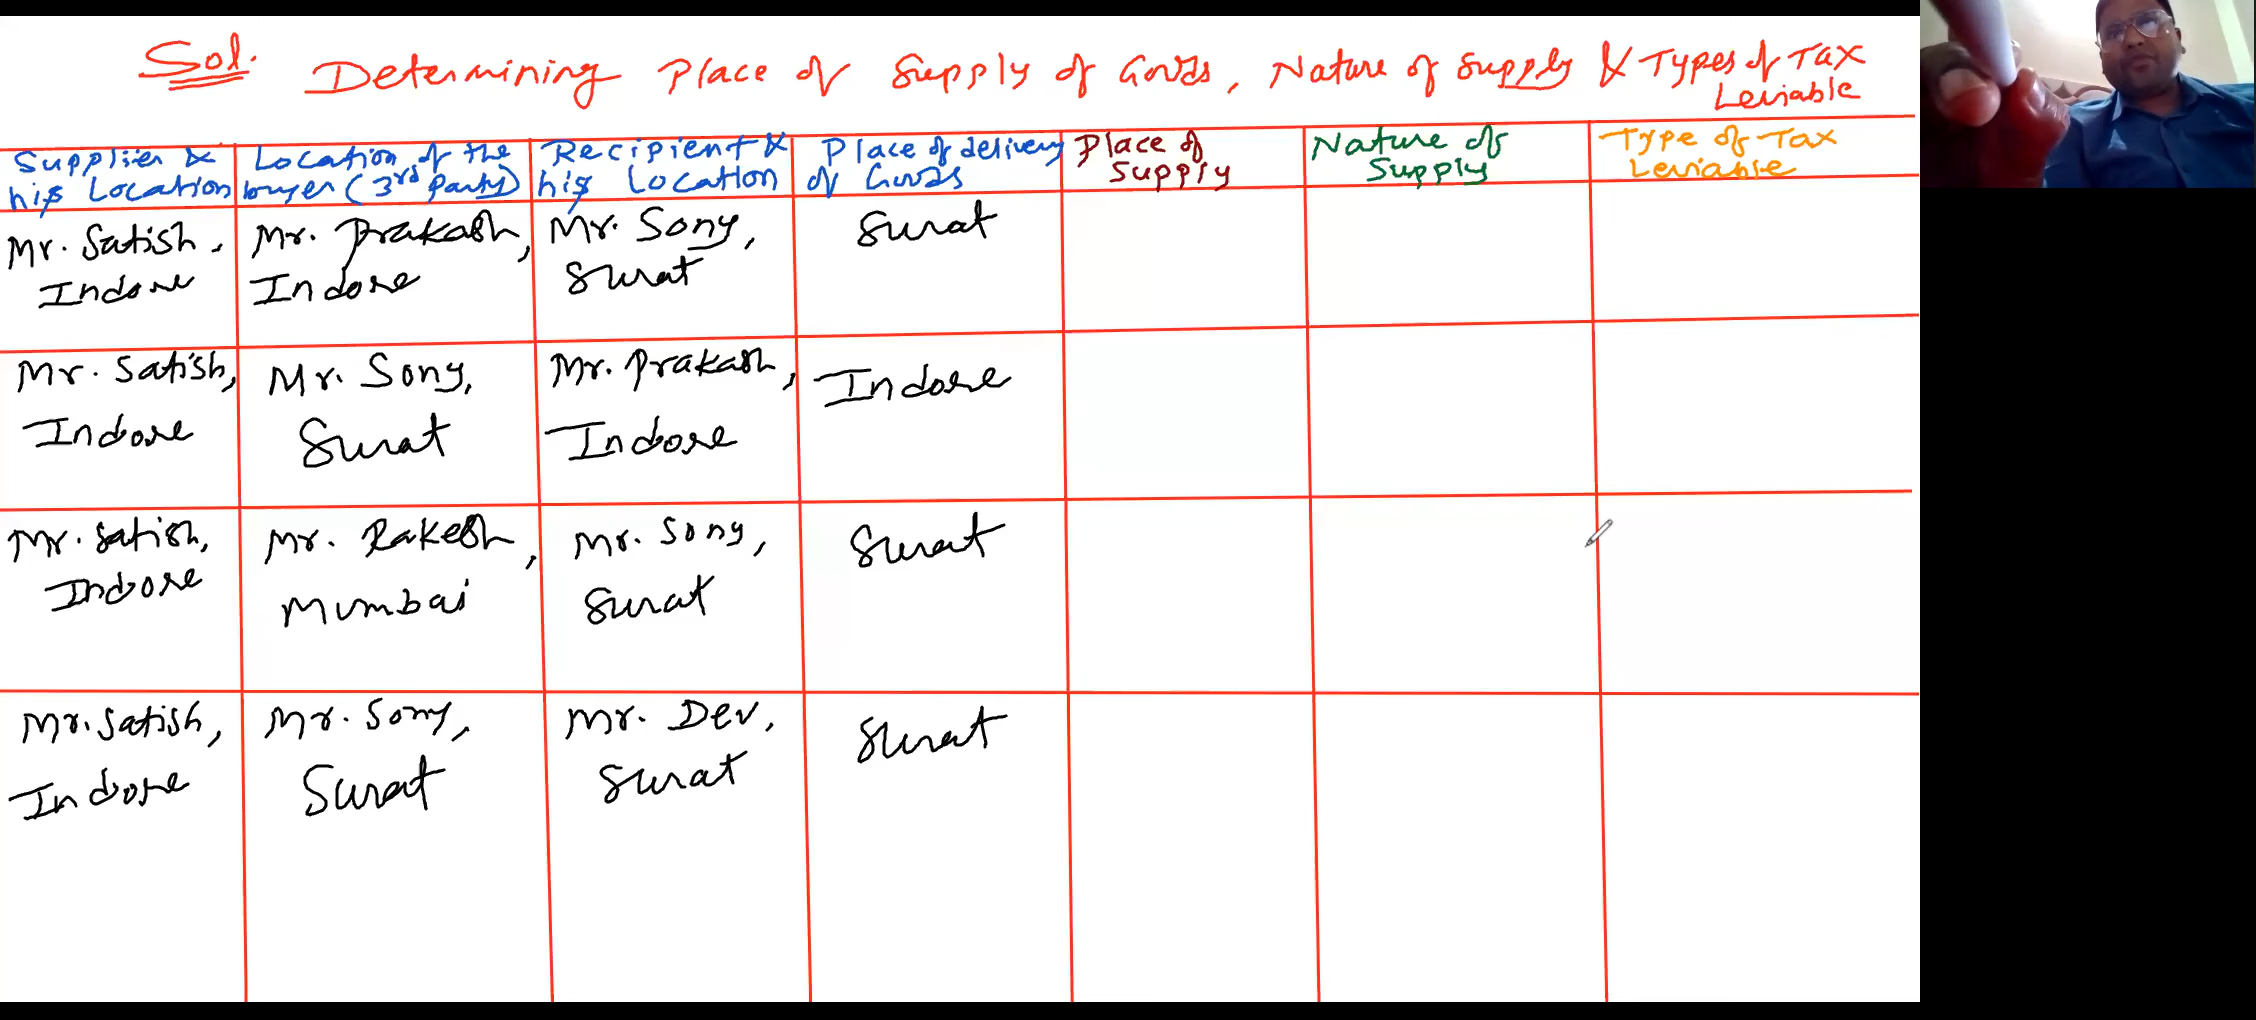 Sol. Determining Place of Supply of Goods, Nature of Supply & Types of Tax
Leviable
Supplier &
his Location
Location of the
buyer (3rd Party)
Recipient &
his Location
Place of delivery
of Goods
Place of
Supply
Nature of
Supply
Type of Tax
Leviable
Mr. Satish,
Indore
Mr. Prakash,
Indore
Mr. Sony,
Surat
Surat
Mr. Satish,
Indore
Mr. Sony,
Surat
Mr. Prakash,
Indore
Indore
Mr. Satish,
Indore
Mr. Rakesh,
Mumbai
Mr. Sony,
Surat
Surat
Mr. Satish,
Indore
Mr. Sony,
Surat
Mr. Dev,
Surat
Surat